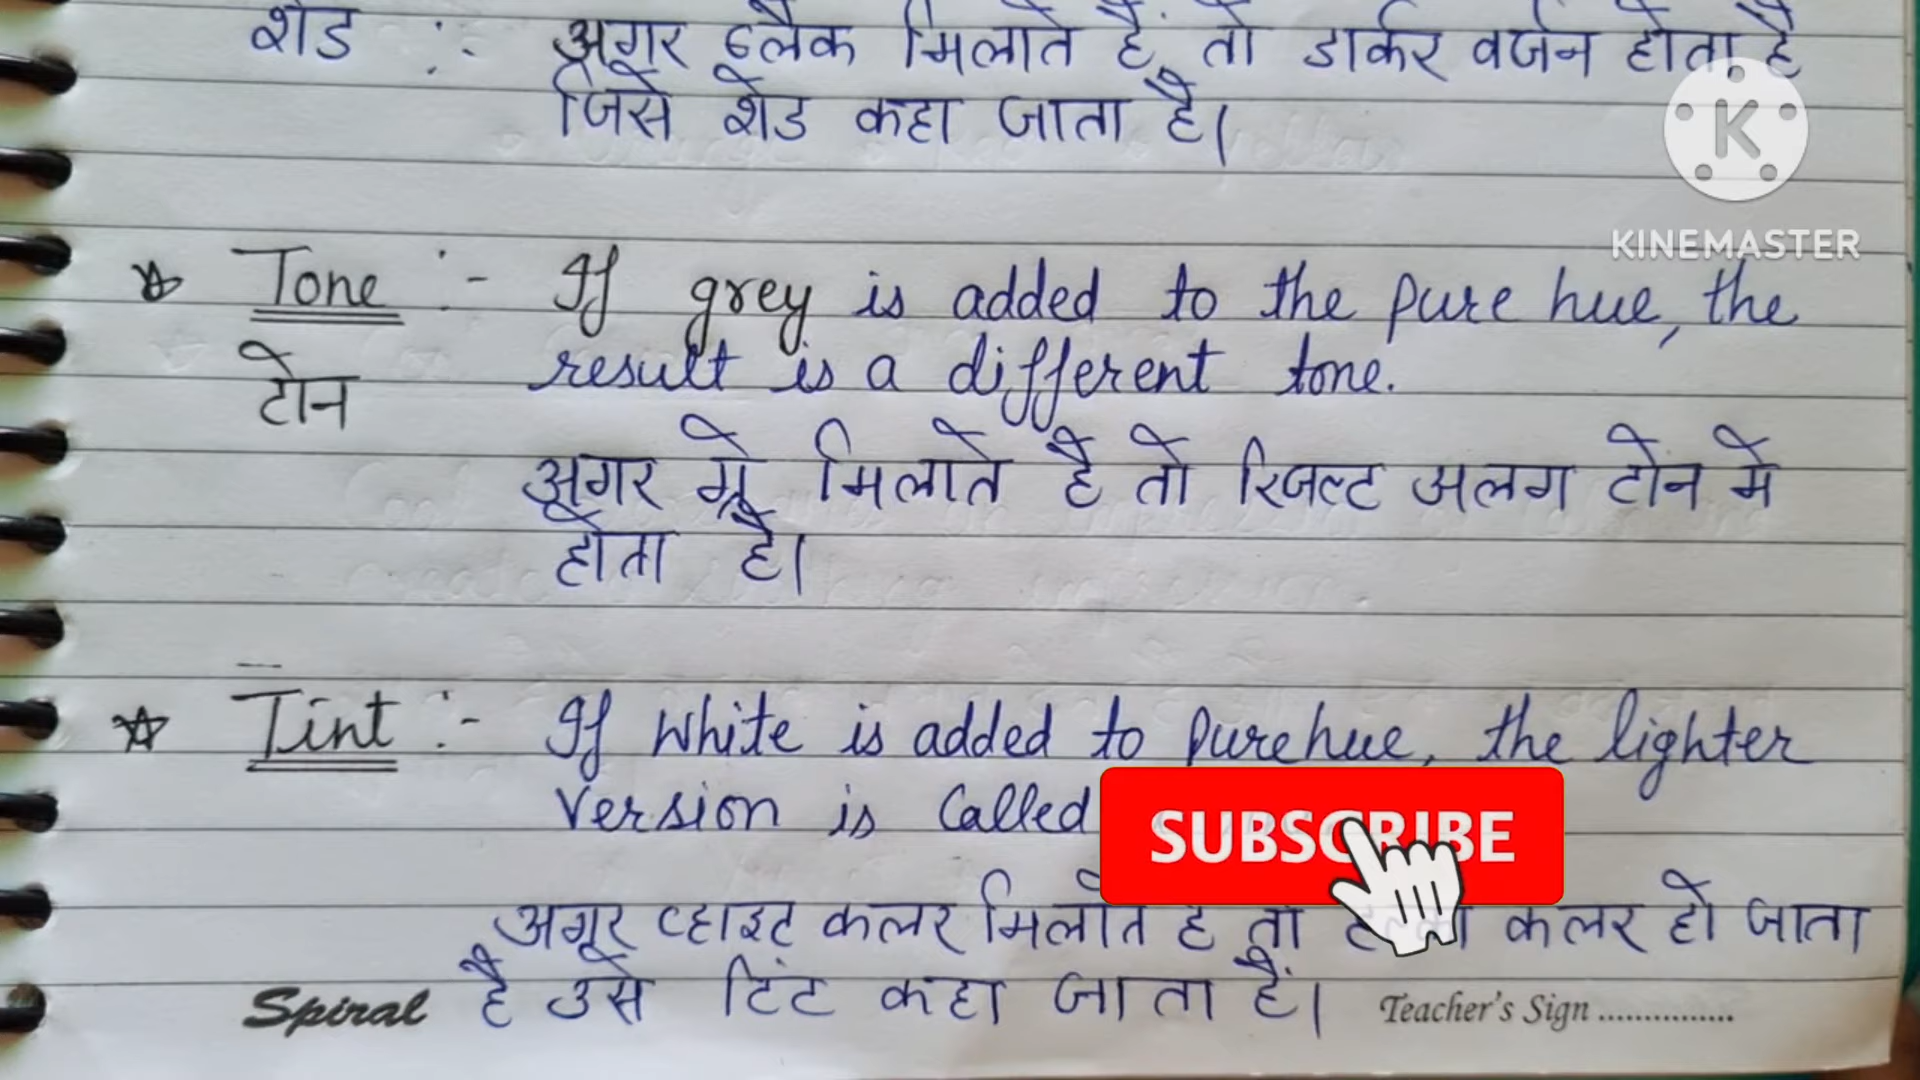 शेड :- अगर ब्लैक मिलाते हैं तो डार्कर वर्जन होता है
जिसे शेड कहा जाता है।
KINEMASTER
Tone :- If grey is added to the pure hue, the
result is a different tone.
टोन
अगर ग्रे मिलाते है तो रिजल्ट अलग टोन मे
होता है।
Tint :- If white is added to pure hue, the lighter
version is called
SUBSCRIBE
अगर व्हाइट कलर मिलाते है तो कलर हो जाता
है उसे टिंट कहा जाता हैं।
Spiral
Teacher's Sign ...............